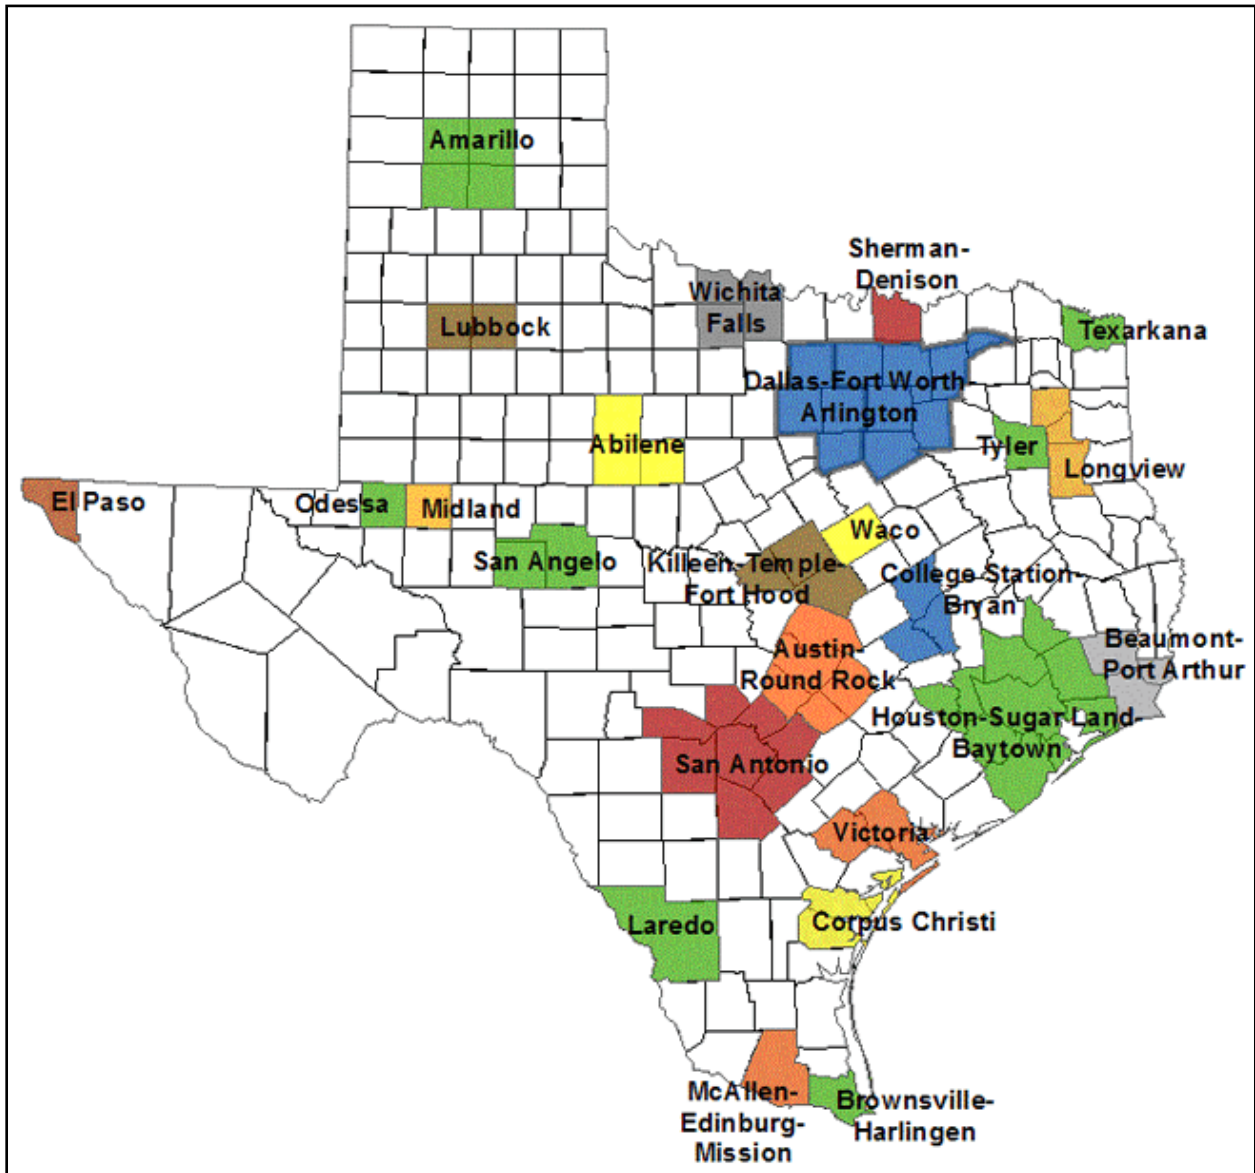 Amarillo
Sherman-
Denison
Wichita
Falls
Lubbock
Texarkana
Dallas-Fort Worth-
Arlington
Abilene
Tyler
Longview
El Paso
Odessa
Midland
Waco
San Angelo
Killeen-Temple-
Fort Hood
College Station-
Bryan
Beaumont-
Port Arthur
Austin-
Round Rock
Houston-Sugar Land-
Baytown
San Antonio
Victoria
Laredo
Corpus Christi
McAllen-
Edinburg-
Mission
Brownsville-
Harlingen